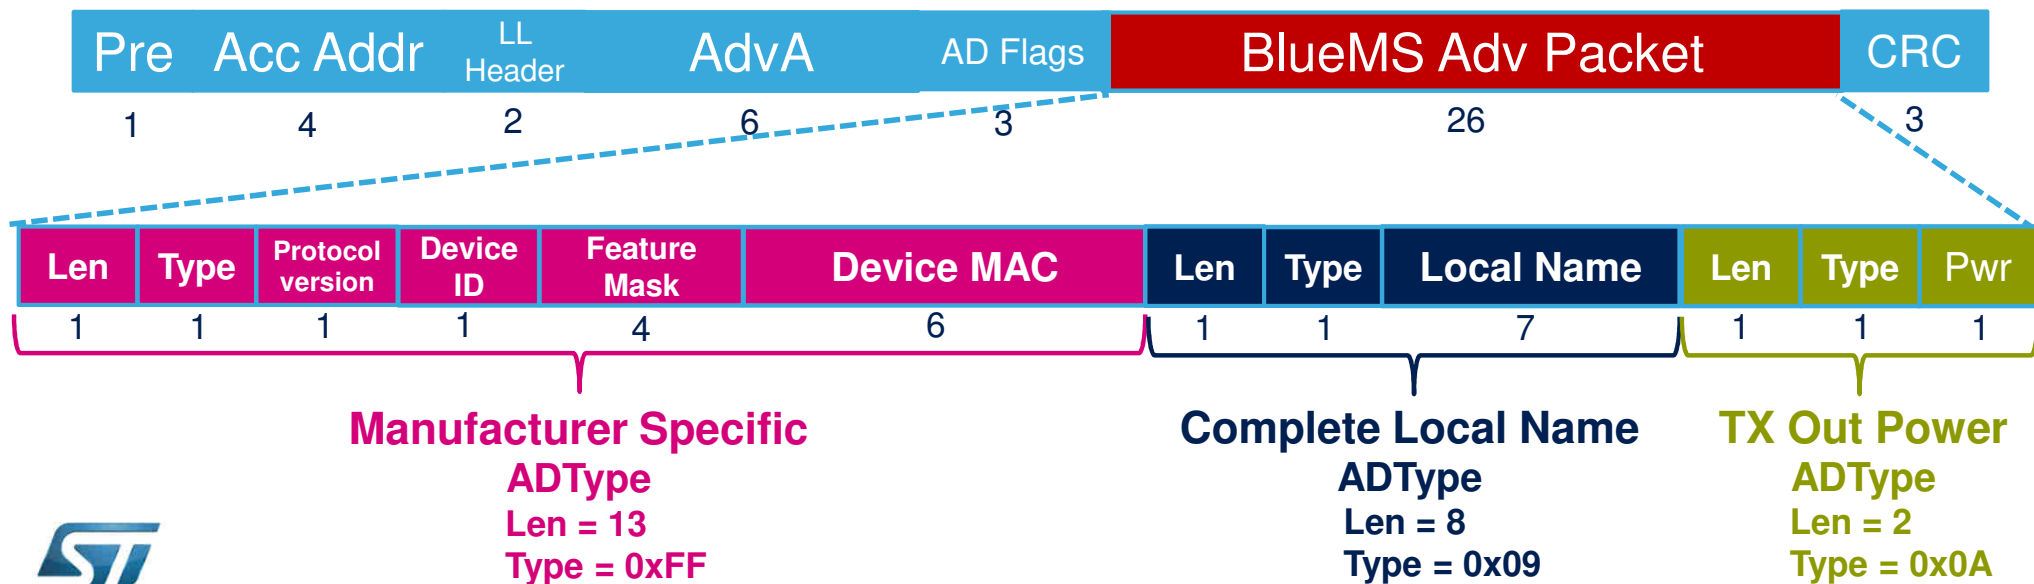 Pre Acc Addr LL Header AdvA AD Flags BlueMS Adv Packet CRC
1 4 2 6 3 26 3
Len Type Protocol version Device ID Feature Mask Device MAC Len Type Local Name Len Type Pwr
1 1 1 1 4 6 1 1 7 1 1 1
Manufacturer Specific
ADType
Len = 13
Type = 0xFF
Complete Local Name
ADType
Len = 8
Type = 0x09
TX Out Power
ADType
Len = 2
Type = 0x0A
ST